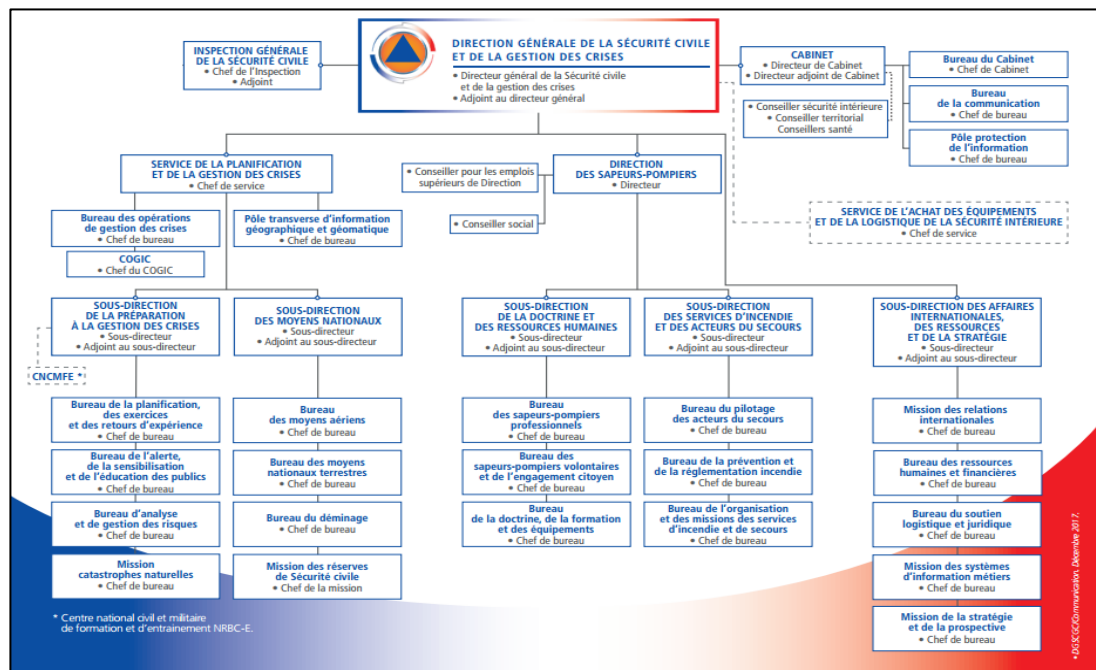 INSPECTION GÉNÉRALE
DE LA SÉCURITÉ CIVILE
• Chef de l'Inspection
• Adjoint
DIRECTION GÉNÉRALE DE LA SÉCURITÉ CIVILE
ET DE LA GESTION DES CRISES
• Directeur général de la Sécurité civile
et de la gestion des crises
• Adjoint au directeur général
CABINET
• Directeur de Cabinet
• Directeur adjoint de Cabinet
• Conseiller sécurité intérieure
• Conseiller territorial
Conseillers santé
Bureau du Cabinet
• Chef de Cabinet
Bureau
de la communication
• Chef de bureau
Pôle protection
de l'information
• Chef de bureau
SERVICE DE LA PLANIFICATION
ET DE LA GESTION DES CRISES
• Chef de service
• Conseiller pour les emplois
supérieurs de Direction
• Conseiller social
DIRECTION
DES SAPEURS-POMPIERS
• Directeur
SERVICE DE L'ACHAT DES ÉQUIPEMENTS
ET DE LA LOGISTIQUE DE LA SÉCURITÉ INTÉRIEURE
• Chef de service
Bureau des opérations
de gestion des crises
• Chef de bureau
COGIC
• Chef du COGIC
Pôle transverse d'information
géographique et géomatique
• Chef de bureau
SOUS-DIRECTION
DE LA PRÉPARATION
À LA GESTION DES CRISES
• Sous-directeur
• Adjoint au sous-directeur
CNCMFE *
Bureau de la planification,
des exercices
et des retours d'expérience
• Chef de bureau
Bureau de l'alerte,
de la sensibilisation
et de l'éducation des publics
• Chef de bureau
Bureau d'analyse
et de gestion des risques
• Chef de bureau
Mission
catastrophes naturelles
• Chef de bureau
SOUS-DIRECTION
DES MOYENS NATIONAUX
• Sous-directeur
• Adjoint au sous-directeur
Bureau
des moyens aériens
• Chef de bureau
Bureau des moyens
nationaux terrestres
• Chef de bureau
Bureau du déminage
• Chef de bureau
Mission des réserves
de Sécurité civile
• Chef de la mission
SOUS-DIRECTION
DE LA DOCTRINE ET
DES RESSOURCES HUMAINES
• Sous-directeur
• Adjoint au sous-directeur
Bureau
des sapeurs-pompiers
professionnels
• Chef de bureau
Bureau des
sapeurs-pompiers volontaires
et de l'engagement citoyen
• Chef de bureau
Bureau
de la doctrine, de la formation
et des équipements
• Chef de bureau
SOUS-DIRECTION
DES SERVICES D'INCENDIE
ET DES ACTEURS DU SECOURS
• Sous-directeur
• Adjoint au sous-directeur
Bureau du pilotage
des acteurs du secours
• Chef de bureau
Bureau de la prévention et
de la réglementation incendie
• Chef de bureau
Bureau de l'organisation
et des missions des services
d'incendie et de secours
• Chef de bureau
SOUS-DIRECTION DES AFFAIRES
INTERNATIONALES,
DES RESSOURCES
ET DE LA STRATÉGIE
• Sous-directeur
• Adjoint au sous-directeur
Mission des relations
internationales
• Chef de bureau
Bureau des ressources
humaines et financières
• Chef de bureau
Bureau du soutien
logistique et juridique
• Chef de bureau
Mission des systèmes
d'information métiers
• Chef de bureau
Mission de la stratégie
et de la prospective
• Chef de bureau
* Centre national civil et militaire
de formation et d'entrainement NRBC-E.
• DGSCGC/Kommunication. Décembre 2017.